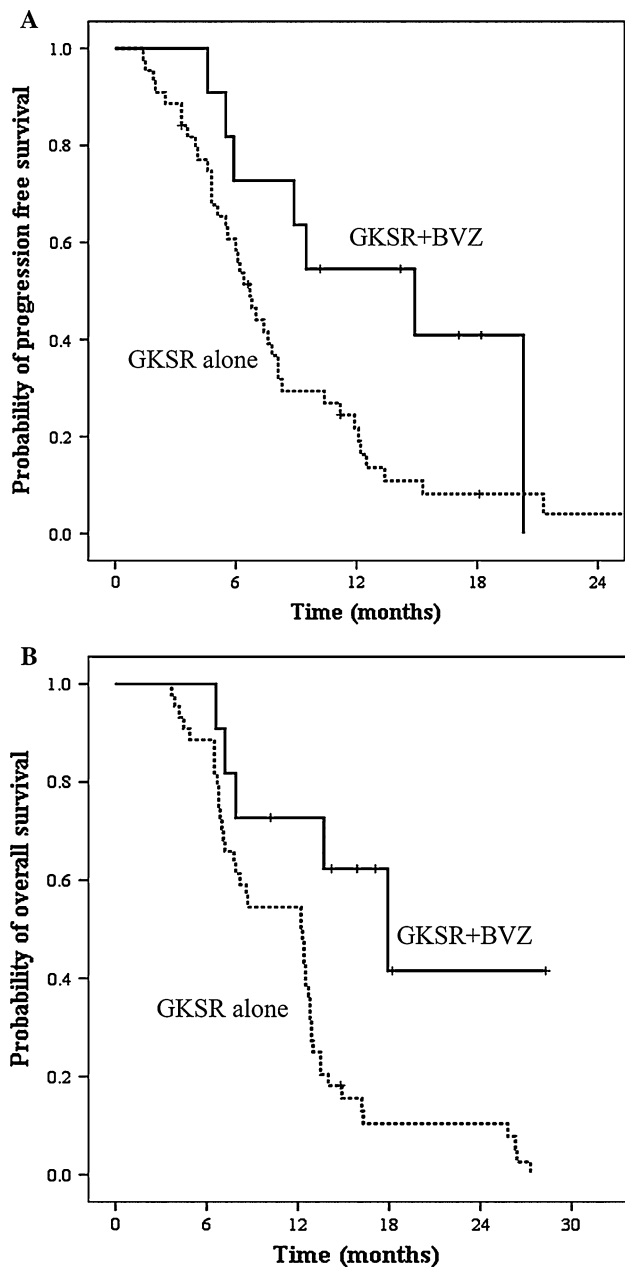 A
Probability of progression free survival
1.0
0.8
0.6
0.4
0.2
0.0
GKSR+BVZ
GKSR alone
0 6 12 18 24
Time (months)
B
Probability of overall survival
1.0
0.8
0.6
0.4
0.2
0.0
GKSR+BVZ
GKSR alone
0 6 12 18 24 30
Time (months)